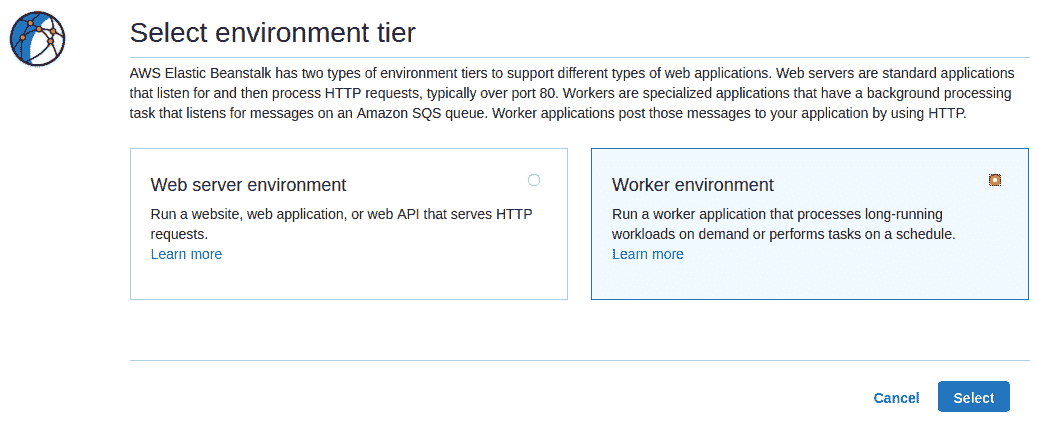 Select environment tier
AWS Elastic Beanstalk has two types of environment tiers to support different types of web applications. Web servers are standard applications
that listen for and then process HTTP requests, typically over port 80. Workers are specialized applications that have a background processing
task that listens for messages on an Amazon SQS queue. Worker applications post those messages to your application by using HTTP.
Web server environment
Run a website, web application, or web API that serves HTTP
requests.
Learn more
Worker environment
Run a worker application that processes long-running
workloads on demand or performs tasks on a schedule.
Learn more
Cancel
Select